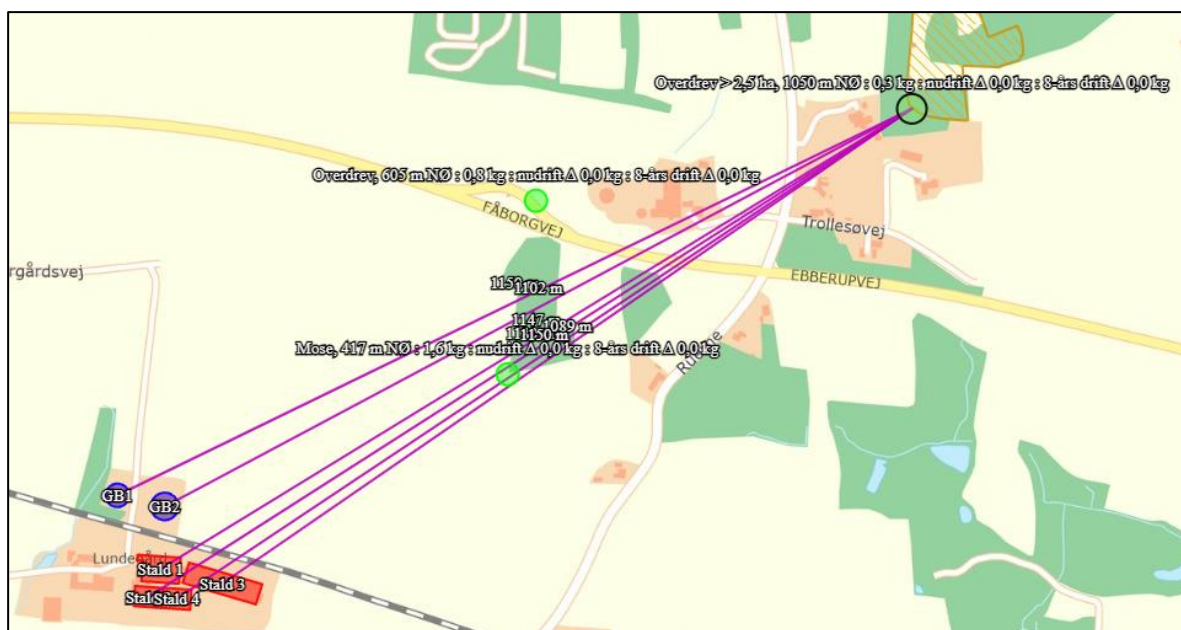 Overdrev > 2,5 ha, 1050 m NØ : 0,3 kg : nudrift Δ 0,0 kg : 8-års drift Δ 0,0 kg
Overdrev, 605 m NØ : 0,8 kg : nudrift Δ 0,0 kg : 8-års drift Δ 0,0 kg
FÅBORGVEJ
Trollesøvej
rgårdsvej
EBBERUPVEJ
1102 m
1147
1089 m
1150 m
Mose, 417 m NØ : 1,6 kg : nudrift Δ 0,0 kg : 8-års drift Δ 0,0 kg
GB1
GB2
Stald 1
Stald 3
Stald 4